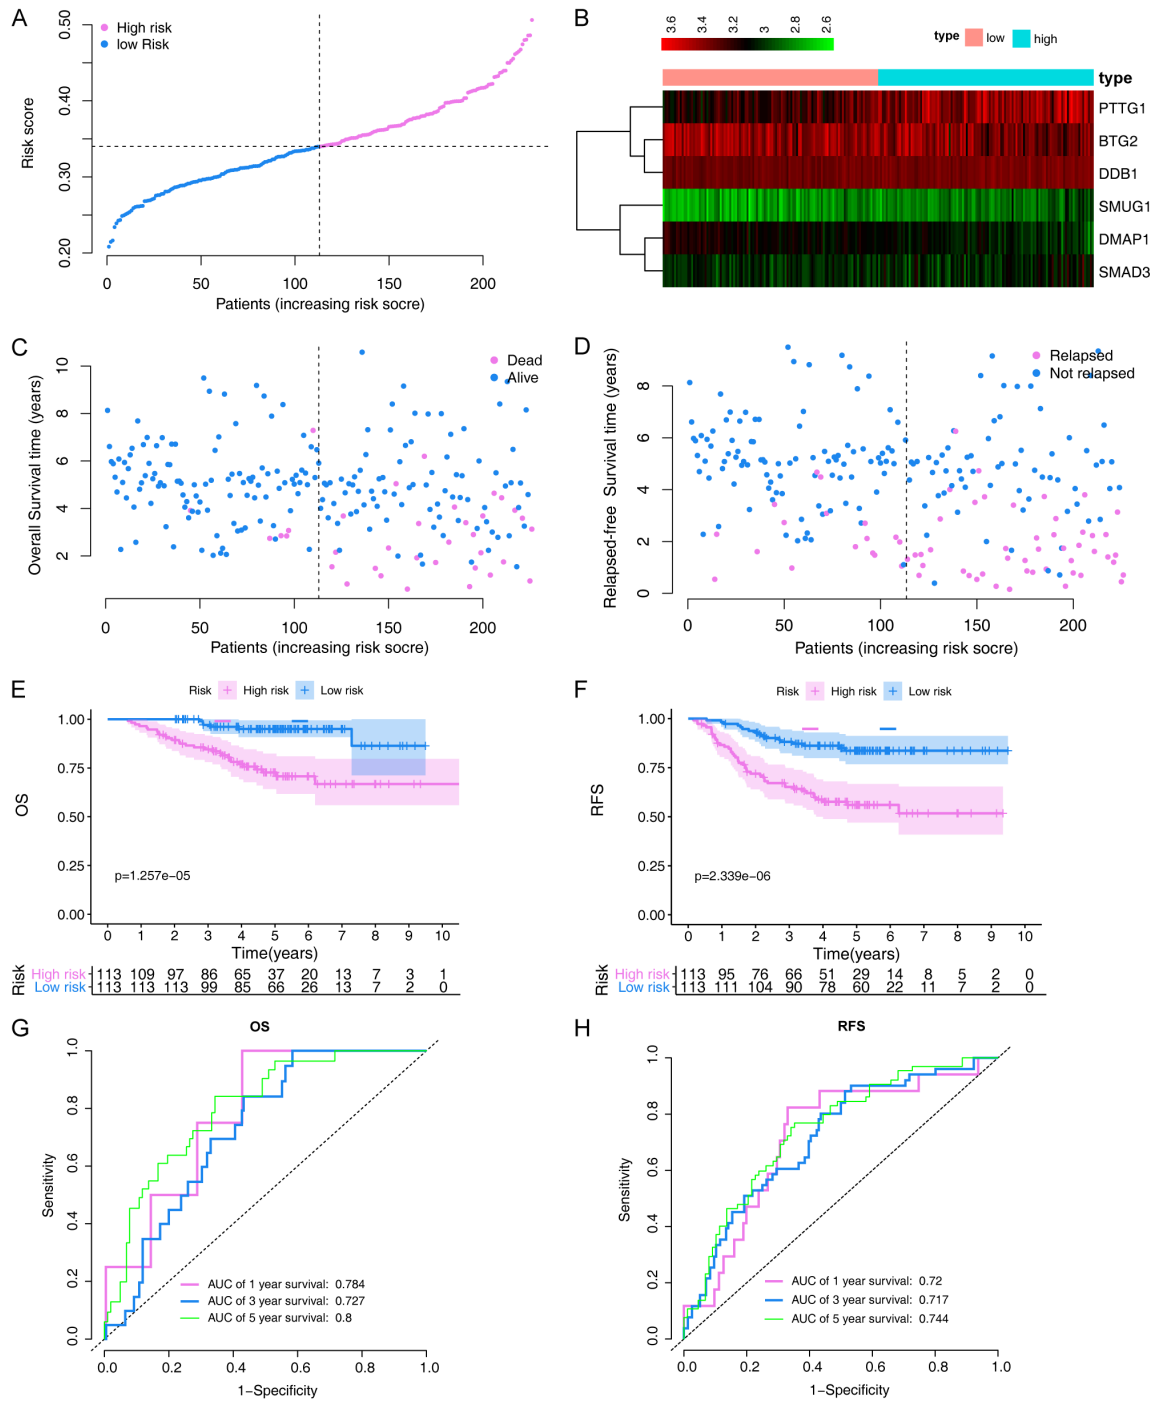 A
High risk
low Risk
Risk score
0.50
0.40
0.30
0.20
0
50
100
150
200
Patients (increasing risk socre)
B
3.6
3.4
3.2
3
2.8
2.6
type
low
high
type
PTTG1
BTG2
DDB1
SMUG1
DMAP1
SMAD3
C
Dead
Alive
Overall Survival time (years)
10
8
6
4
2
0
50
100
150
200
Patients (increasing risk socre)
D
Relapsed
Not relapsed
Relapsed-free Survival time (years)
8
6
4
2
0
0
50
100
150
200
Patients (increasing risk socre)
E
Risk
High risk
Low risk
OS
1.00
0.75
0.50
0.25
0.00
p=1.257e-05
0 1 2 3 4 5 6 7 8 9 10
Time(years)
Risk
High risk 113 109 97 86 65 37 20 13 7 3 1
Low risk 113 113 113 99 85 66 26 13 7 2 0
F
Risk
High risk
Low risk
RFS
1.00
0.75
0.50
0.25
0.00
p=2.339e-06
0 1 2 3 4 5 6 7 8 9 10
Time(years)
Risk
High risk 113 95 76 66 51 29 14 8 5 2 0
Low risk 113 111 104 90 78 60 22 11 7 2 0
G
OS
Sensitivity
1.0
0.8
0.6
0.4
0.2
0.0
AUC of 1 year survival: 0.784
AUC of 3 year survival: 0.727
AUC of 5 year survival: 0.8
0.0 0.2 0.4 0.6 0.8 1.0
1−Specificity
H
RFS
Sensitivity
1.0
0.8
0.6
0.4
0.2
0.0
AUC of 1 year survival: 0.72
AUC of 3 year survival: 0.717
AUC of 5 year survival: 0.744
0.0 0.2 0.4 0.6 0.8 1.0
1−Specificity